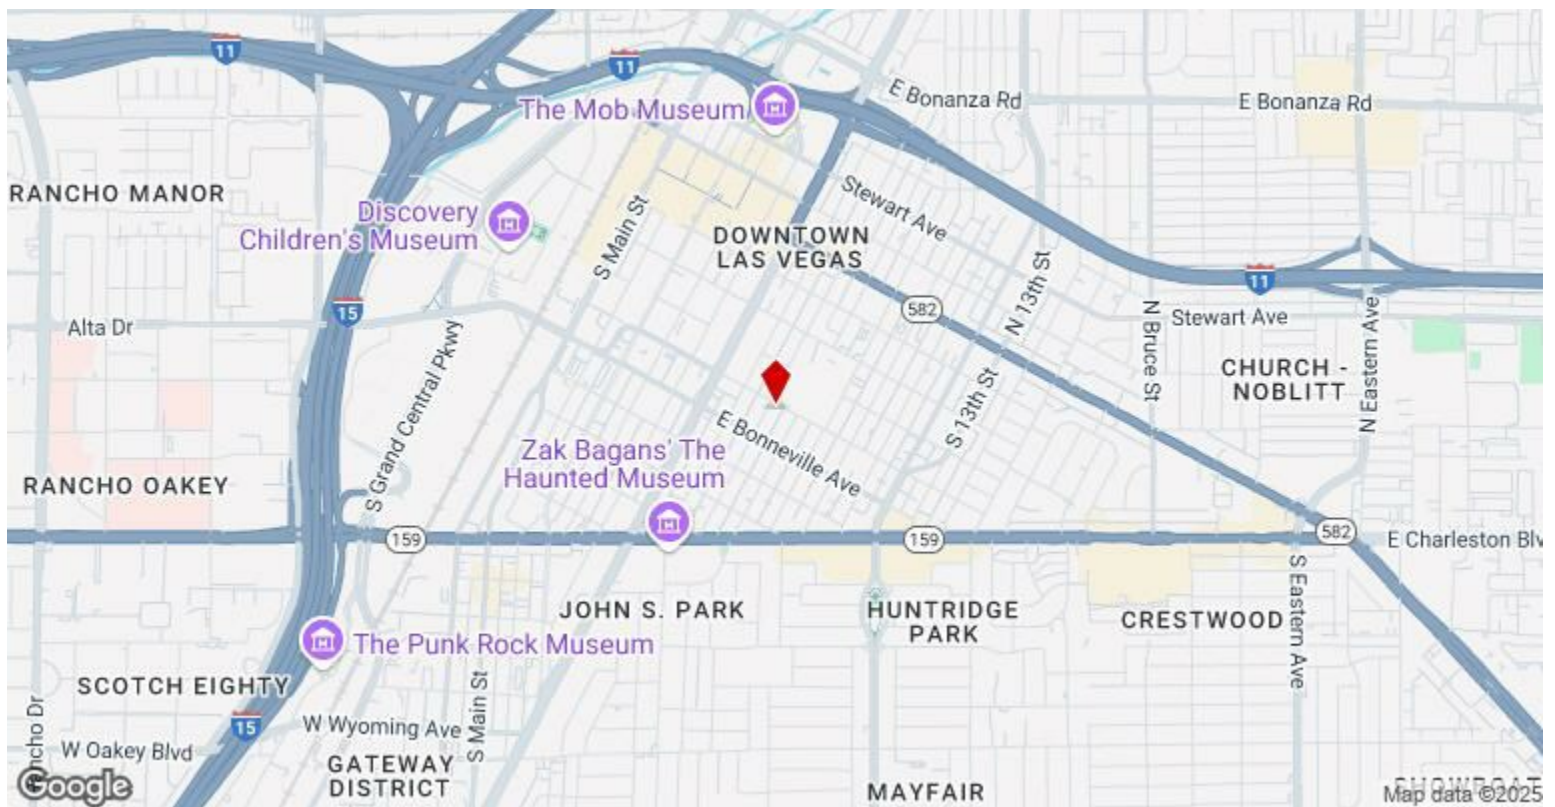 11
11
E Bonanza Rd
E Bonanza Rd
The Mob Museum
RANCHO MANOR
Stewart Ave
Discovery
Children's Museum
S Main St
DOWNTOWN
LAS VEGAS
N 13th St
11
15
582
Alta Dr
N Bruce St
Stewart Ave
N Eastern Ave
CHURCH -
NOBLITT
S Grand Central Pkwy
S 13th St
E Bonneville Ave
Zak Bagans' The
Haunted Museum
RANCHO OAKEY
159
159
582
E Charleston Blv
S Eastern Ave
JOHN S. PARK
HUNTRIDGE
PARK
CRESTWOOD
The Punk Rock Museum
SCOTCH EIGHTY
S Main St
15
W Wyoming Ave
ncho Dr
W Oakey Blvd
GATEWAY
DISTRICT
MAYFAIR
Google
SHOWBOAT
Map data ©2025